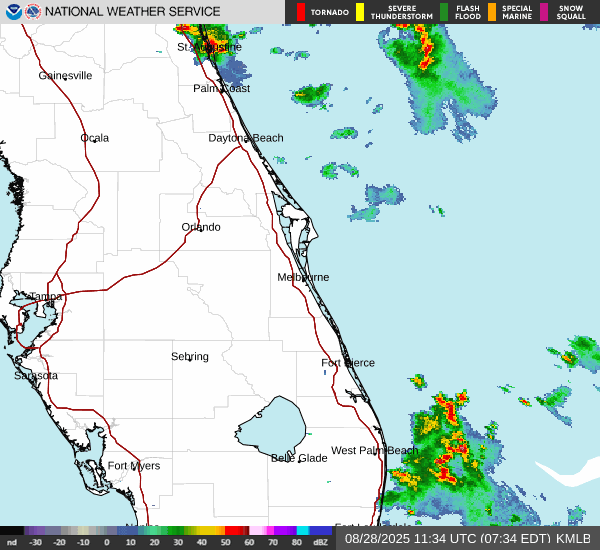 NATIONAL WEATHER SERVICE
TORNADO
SEVERE THUNDERSTORM
FLASH FLOOD
SPECIAL MARINE
SNOW SQUALL
St. Augustine
Gainesville
Palm Coast
Ocala
Daytona Beach
Orlando
Melbourne
Tampa
Sebring
Fort Pierce
Sarasota
West Palm Beach
Belle Glade
Fort Myers
nd -30 -20 -10 0 10 20 30 40 50 60 70 80 dBZ
08/28/2025 11:34 UTC (07:34 EDT) KMLB